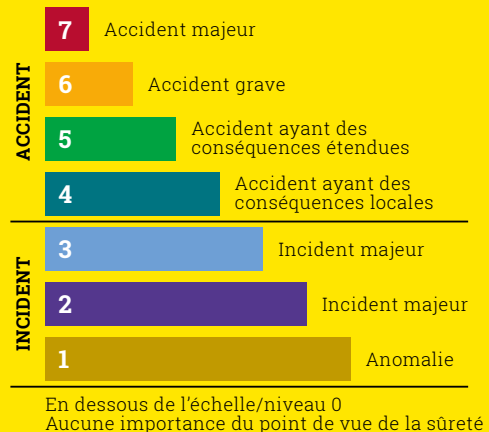 ACCIDENT
7 Accident majeur
6 Accident grave
5 Accident ayant des
conséquences étendues
4 Accident ayant des
conséquences locales
INCIDENT
3 Incident majeur
2 Incident majeur
1 Anomalie
En dessous de l'échelle/niveau 0
Aucune importance du point de vue de la sûreté